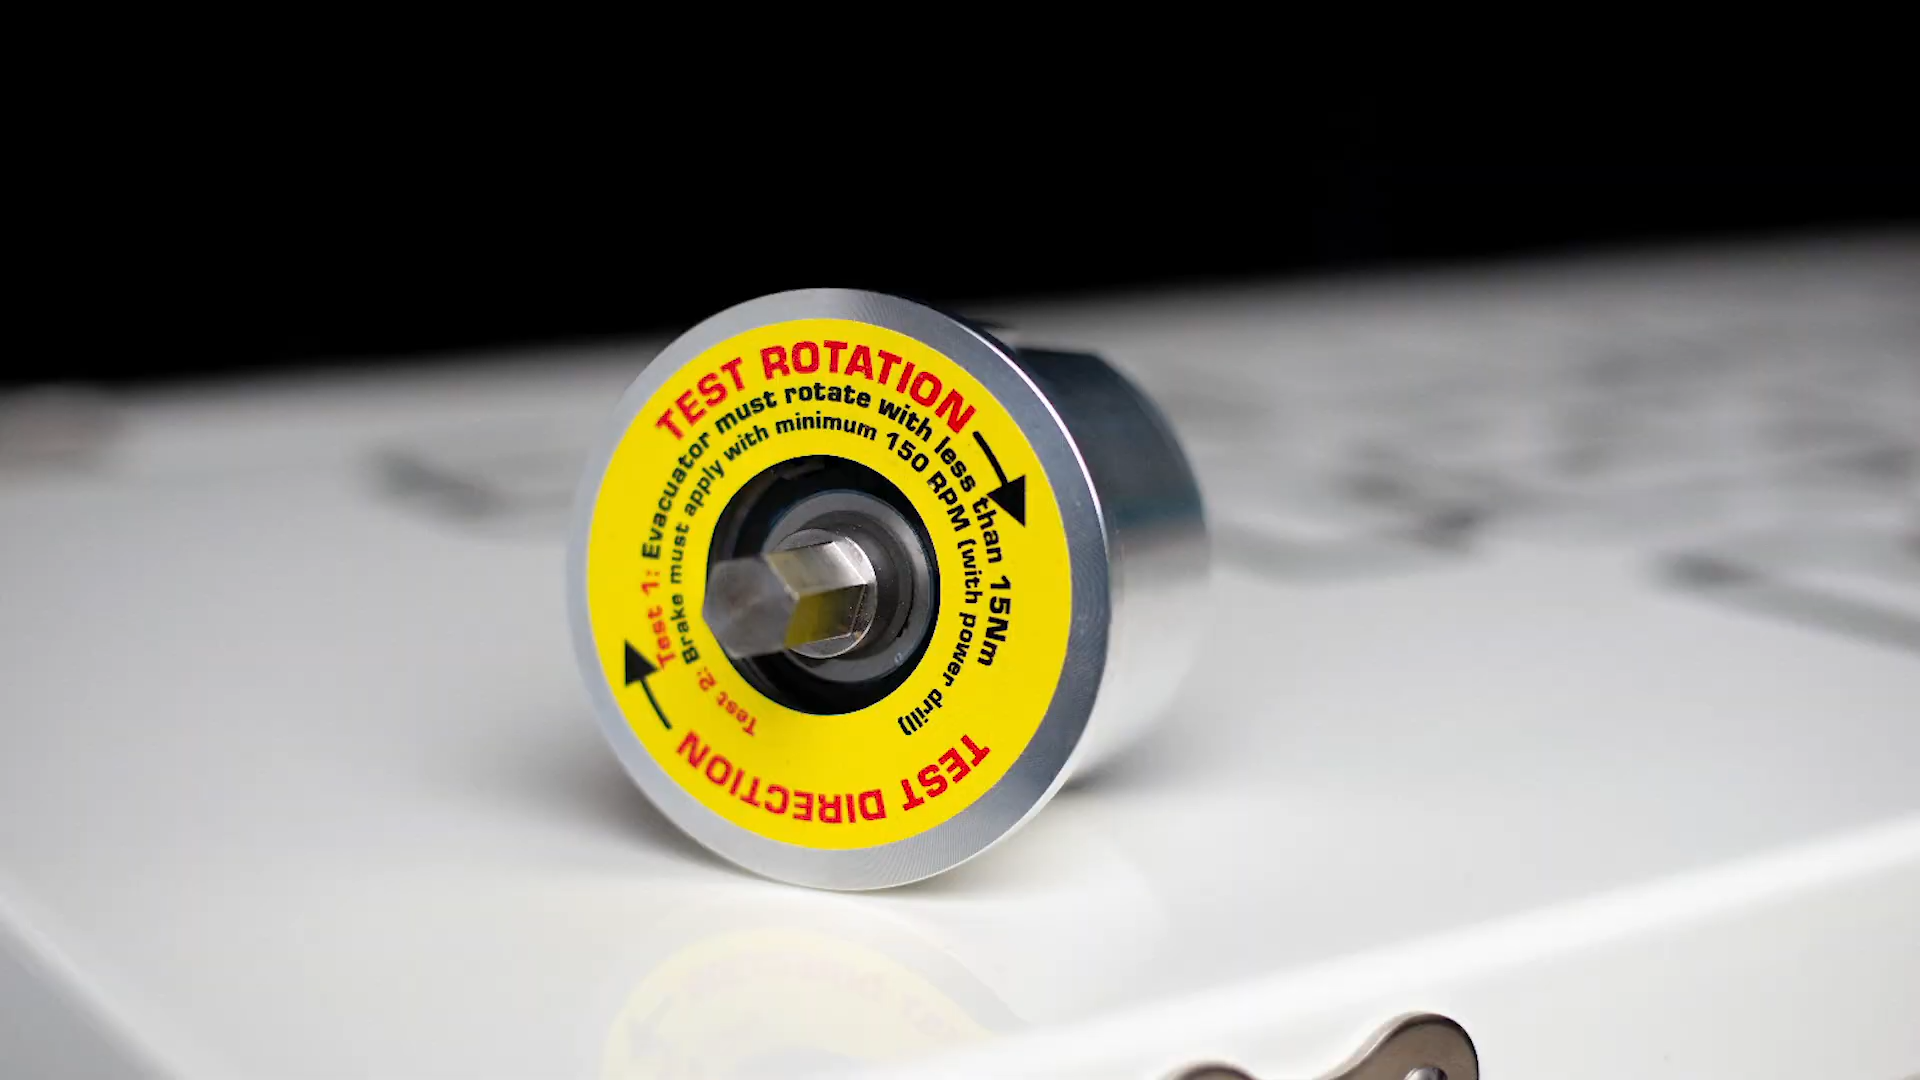 TEST ROTATION
Test 1: Evacuator must rotate with less than 15Nm
Test 2: Brake must apply with minimum 150 RPM (with power drill)
TEST DIRECTION